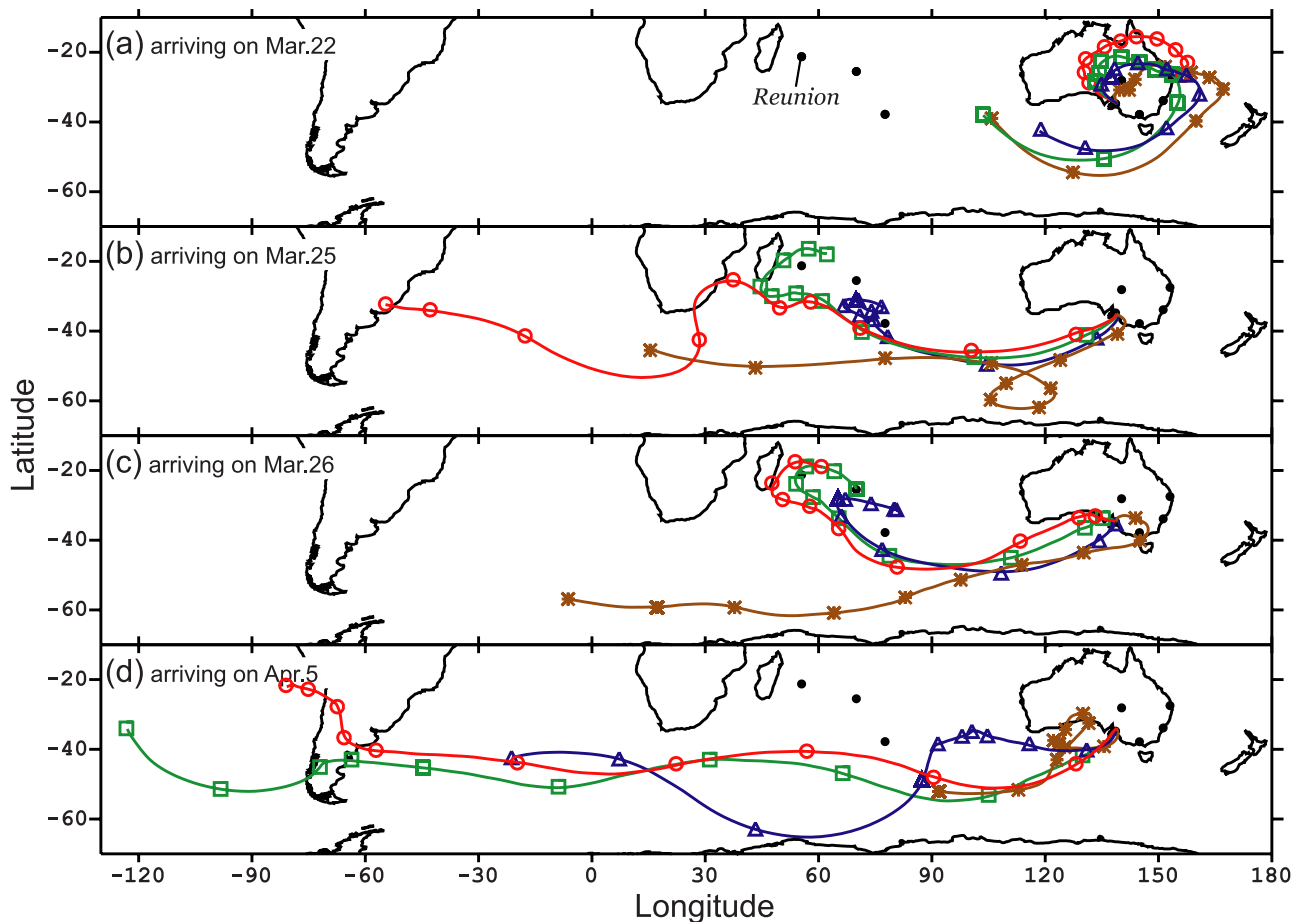 (a) arriving on Mar.22
Reunion
-20
-40
-60
(b) arriving on Mar.25
-20
-40
-60
(c) arriving on Mar.26
-20
-40
-60
(d) arriving on Apr.5
-20
-40
-60
Latitude
-120 -90 -60 -30 0 30 60 90 120 150 180
Longitude